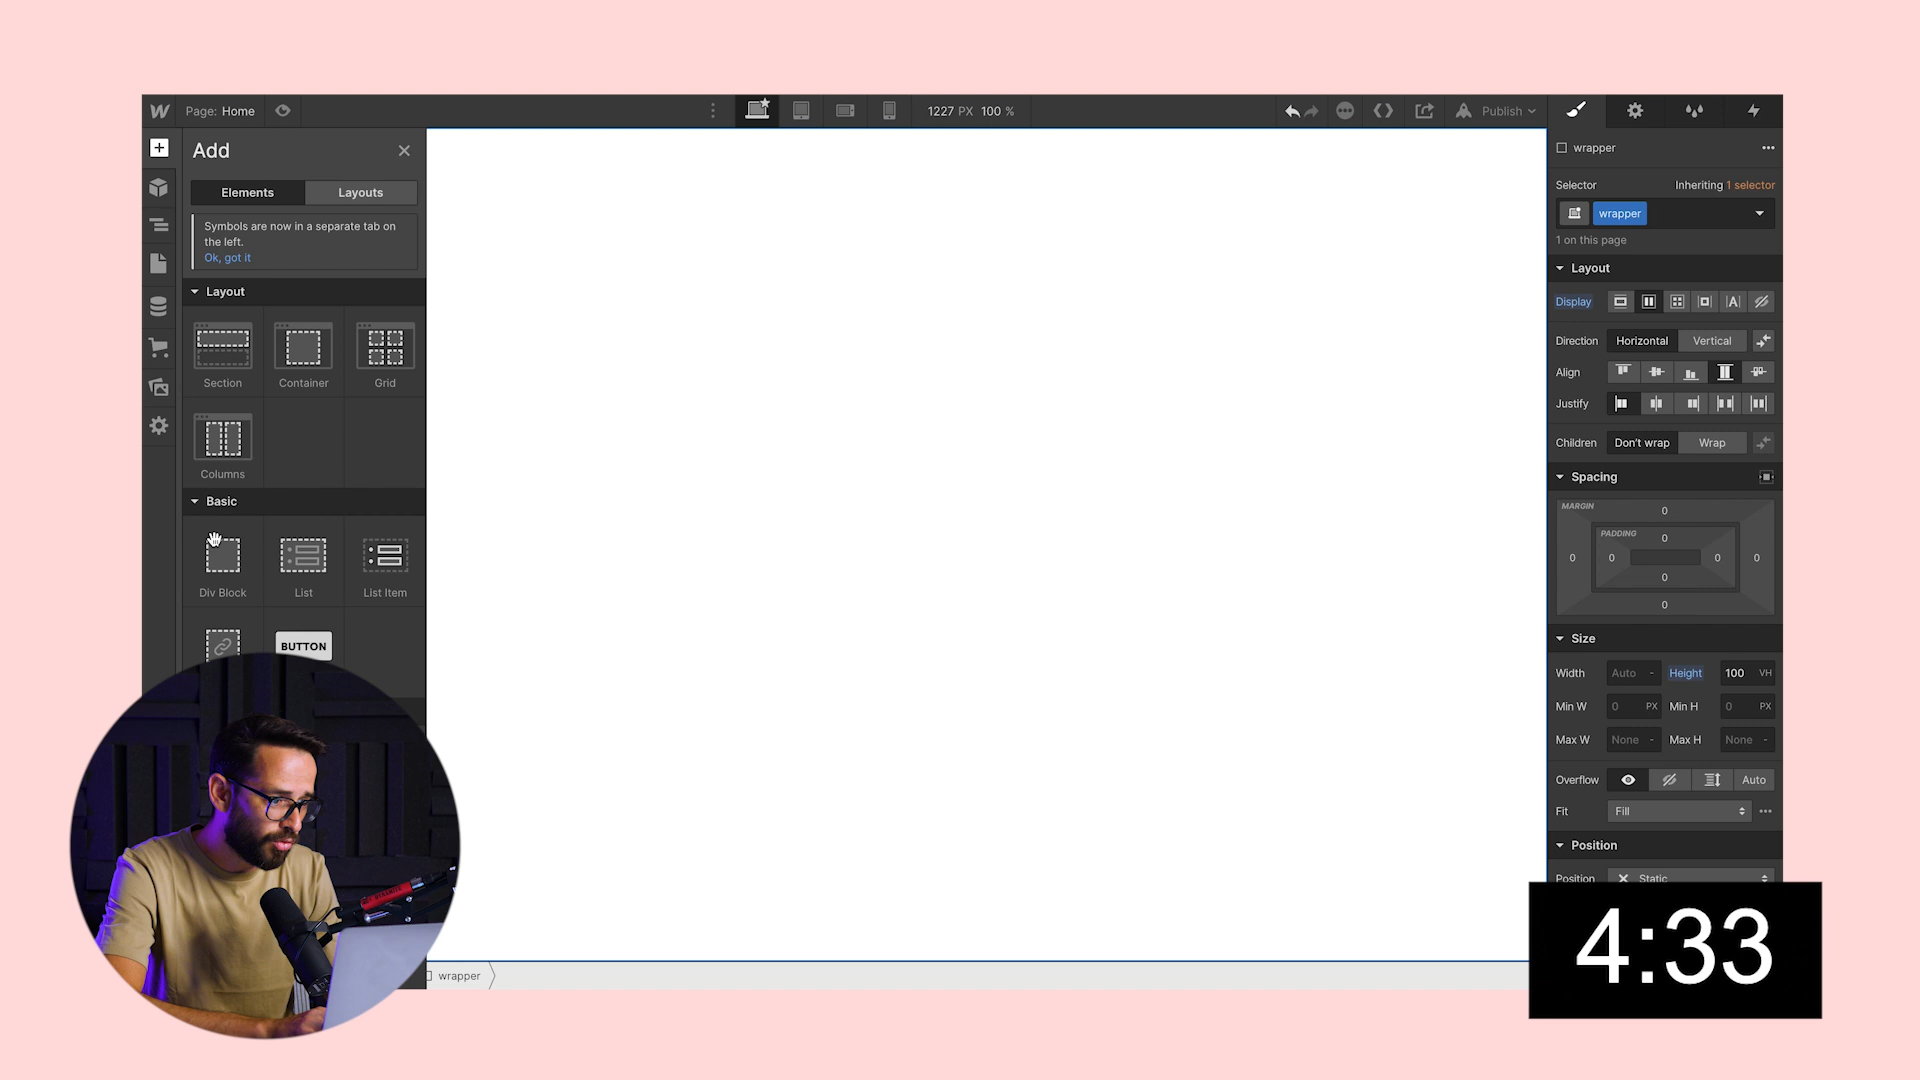 Page: Home
1227 PX 100 %
Publish
Add
Elements
Layouts
Symbols are now in a separate tab on
the left.
Ok, got it
Layout
Section
Container
Grid
Columns
Basic
Div Block
List
List Item
BUTTON
wrapper
wrapper
Selector
Inheriting 1 selector
wrapper
1 on this page
Layout
Display
Direction
Horizontal
Vertical
Align
Justify
Children
Don't wrap
Wrap
Spacing
MARGIN
0
PADDING
0
0
0
0
0
0
0
Size
Width
Auto -
Height
100 VH
Min W
0 PX
Min H
0 PX
Max W
None -
Max H
None -
Overflow
Auto
Fit
Fill
Position
Position
Static
4:33